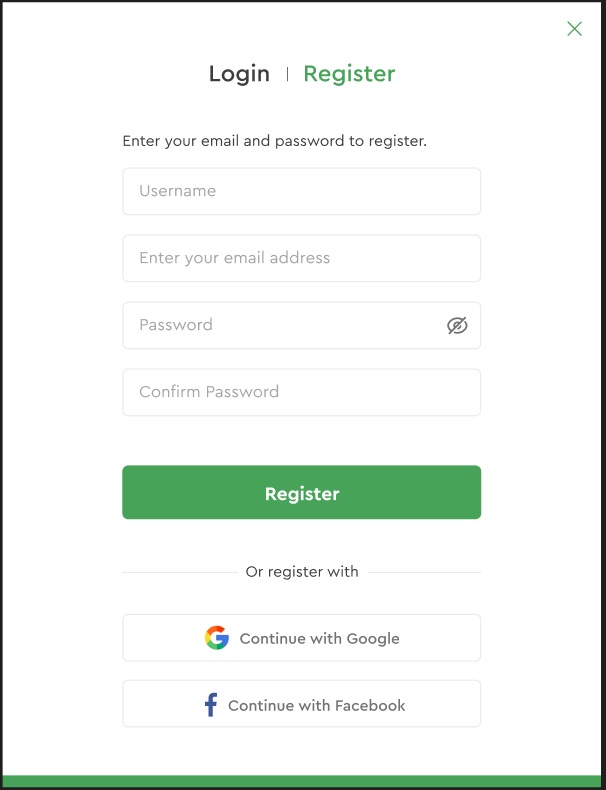 Login | Register
Enter your email and password to register.
Username
Enter your email address
Password
Confirm Password
Register
Or register with
Continue with Google
Continue with Facebook